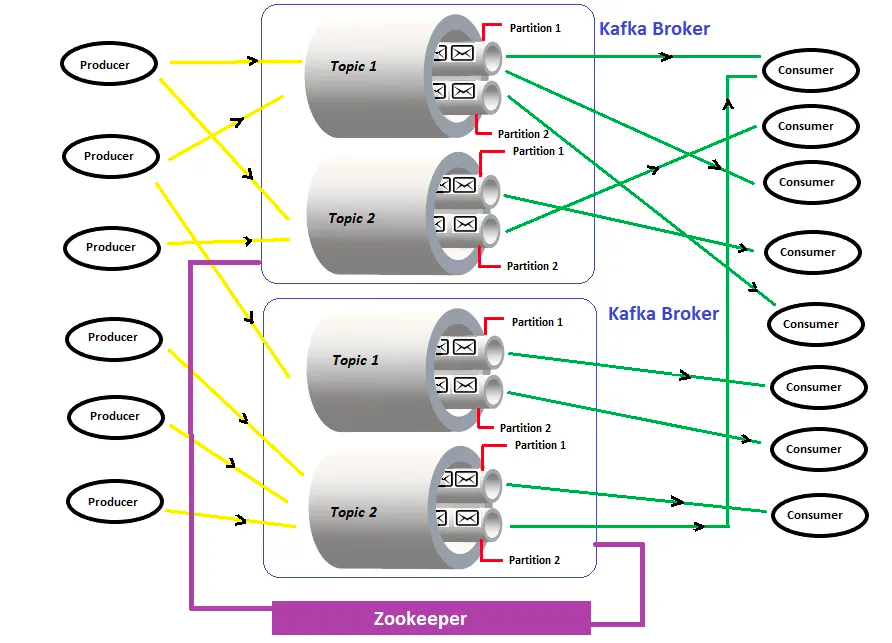 Producer
Producer
Producer
Producer
Producer
Producer
Kafka Broker
Topic 1
Partition 1
Partition 2
Topic 2
Partition 1
Partition 2
Kafka Broker
Topic 1
Partition 1
Partition 2
Topic 2
Partition 1
Partition 2
Consumer
Consumer
Consumer
Consumer
Consumer
Consumer
Consumer
Consumer
Zookeeper